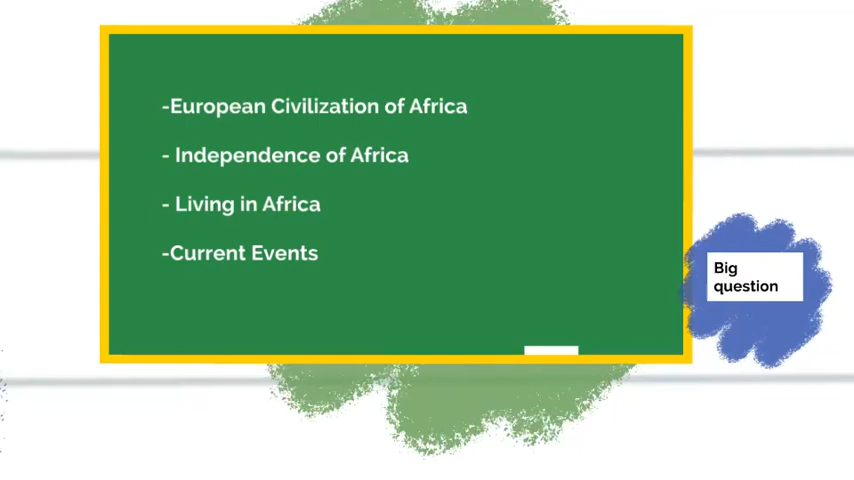 -European Civilization of Africa
- Independence of Africa
- Living in Africa
-Current Events
Big
question